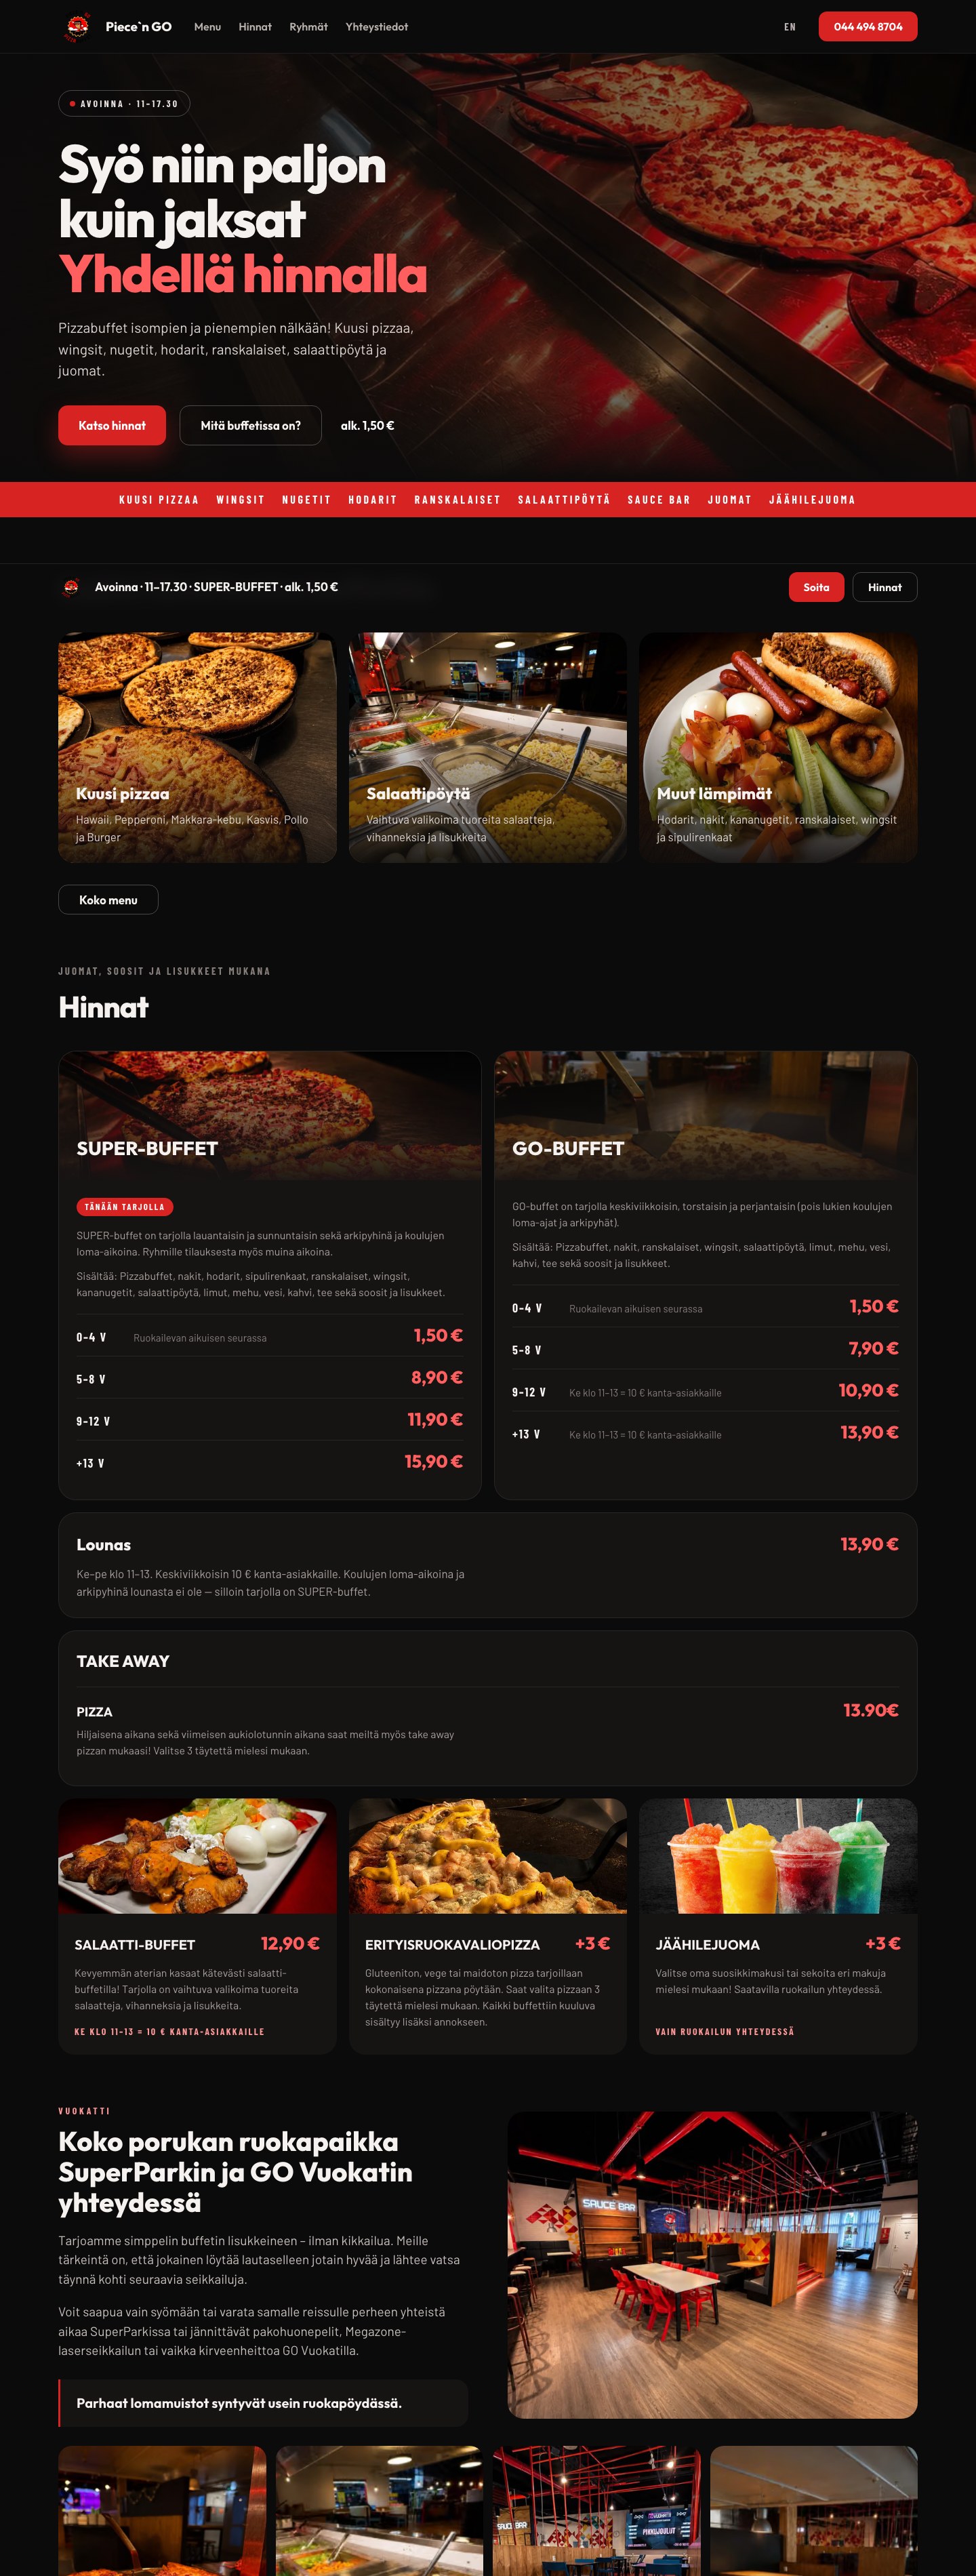 Piece`n GO
Menu
Hinnat
Ryhmät
Yhteystiedot
EN
044 494 8704
AVOINNA · 11–17.30
Syö niin paljon
kuin jaksat
Yhdellä hinnalla
Pizzabuffet isompien ja pienempien nälkään! Kuusi pizzaa,
wingsit, nugetit, hodarit, ranskalaiset, salaattipöytä ja
juomat.
Katso hinnat
Mitä buffetissa on?
alk. 1,50 €
KUUSI PIZZAA WINGSIT NUGETIT HODARIT RANSKALAISET SALAATTIPÖYTÄ SAUCE BAR JUOMAT JÄÄHILEJUOMA
Avoinna · 11–17.30 · SUPER-BUFFET · alk. 1,50 €
Soita
Hinnat
Kuusi pizzaa
Hawaii, Pepperoni, Makkara-kebu, Kasvis, Pollo
ja Burger
Salaattipöytä
Vaihtuva valikoima tuoreita salaatteja,
vihanneksia ja lisukkeita
Muut lämpimät
Hodarit, nakit, kananugetit, ranskalaiset, wingsit
ja sipulirenkaat
Koko menu
JUOMAT, SOOSIT JA LISUKKEET MUKANA
Hinnat
SUPER-BUFFET
TÄNÄÄN TARJOLLA
SUPER-buffet on tarjolla lauantaisin ja sunnuntaisin sekä arkipyhinä ja koulujen
loma-aikoina. Ryhmille tilauksesta myös muina aikoina.
Sisältää: Pizzabuffet, nakit, hodarit, sipulirenkaat, ranskalaiset, wingsit,
kananugetit, salaattipöytä, limut, mehu, vesi, kahvi, tee sekä soosit ja lisukkeet.
0–4 V Ruokailevan aikuisen seurassa 1,50 €
5–8 V 8,90 €
9–12 V 11,90 €
+13 V 15,90 €
GO-BUFFET
GO-buffet on tarjolla keskiviikkoisin, torstaisin ja perjantaisin (pois lukien koulujen
loma-ajat ja arkipyhät).
Sisältää: Pizzabuffet, nakit, ranskalaiset, wingsit, salaattipöytä, limut, mehu, vesi,
kahvi, tee sekä soosit ja lisukkeet.
0–4 V Ruokailevan aikuisen seurassa 1,50 €
5–8 V 7,90 €
9–12 V Ke klo 11–13 = 10 € kanta-asiakkaille 10,90 €
+13 V Ke klo 11–13 = 10 € kanta-asiakkaille 13,90 €
Lounas 13,90 €
Ke–pe klo 11–13. Keskiviikkoisin 10 € kanta-asiakkaille. Koulujen loma-aikoina ja
arkipyhinä lounasta ei ole — silloin tarjolla on SUPER-buffet.
TAKE AWAY
PIZZA 13.90€
Hiljaisena aikana sekä viimeisen aukiolotunnin aikana saat meiltä myös take away
pizzan mukaasi! Valitse 3 täytettä mielesi mukaan.
SALAATTI-BUFFET 12,90 €
Kevyemmän aterian kasaat kätevästi salaatti-
buffetilla! Tarjolla on vaihtuva valikoima tuoreita
salaatteja, vihanneksia ja lisukkeita.
KE KLO 11–13 = 10 € KANTA-ASIAKKAILLE
ERITYISRUOKAVALIOPIZZA +3 €
Gluteeniton, vege tai maidoton pizza tarjoillaan
kokonaisena pizzana pöytään. Saat valita pizzaan 3
täytettä mielesi mukaan. Kaikki buffettiin kuuluva
sisältyy lisäksi annokseen.
JÄÄHILEJUOMA +3 €
Valitse oma suosikkimakusi tai sekoita eri makuja
mielesi mukaan! Saatavilla ruokailun yhteydessä.
VAIN RUOKAILUN YHTEYDESSÄ
VUOKATTI
Koko porukan ruokapaikka
SuperParkin ja GO Vuokatin
yhteydessä
Tarjoamme simppelin buffetin lisukkeineen – ilman kikkailua. Meille
tärkeintä on, että jokainen löytää lautaselleen jotain hyvää ja lähtee vatsa
täynnä kohti seuraavia seikkailuja.
Voit saapua vain syömään tai varata samalle reissulle perheen yhteistä
aikaa SuperParkissa tai jännittävät pakohuonepelit, Megazone-
laserseikkailun tai vaikka kirveenheittoa GO Vuokatilla.
Parhaat lomamuistot syntyvät usein ruokapöydässä.
SAUCE BAR
SAUCE BAR
PIKKUJOULUT